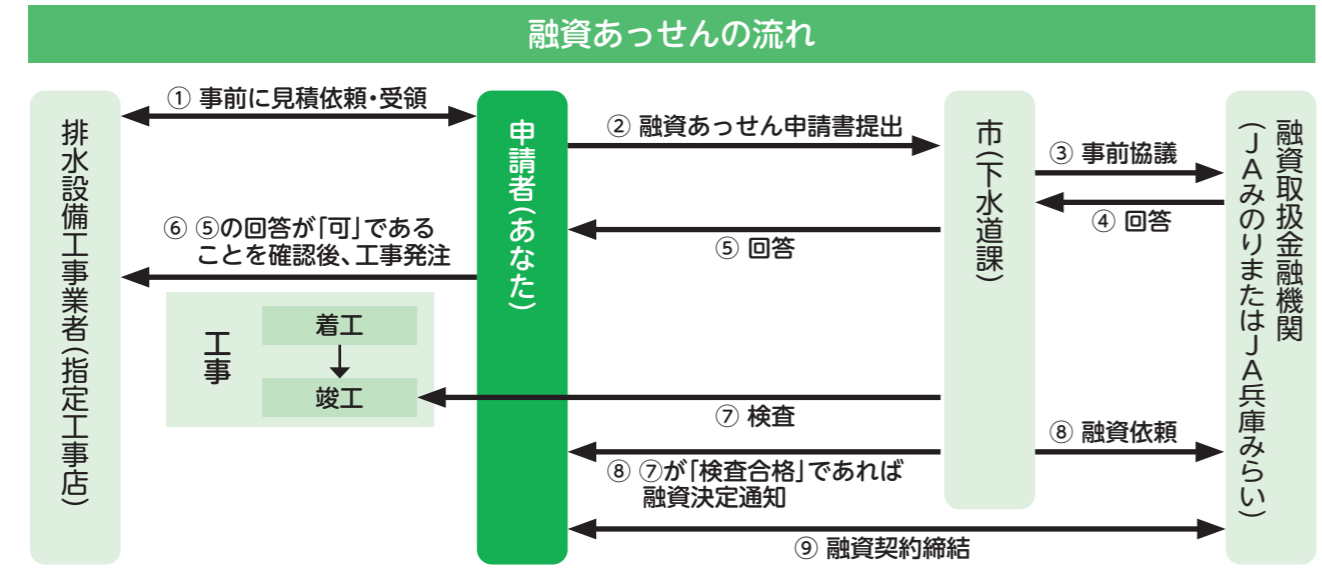 融資あっせんの流れ
排水設備工事業者(指定工事店)
① 事前に見積依頼・受領
申請者(あなた)
② 融資あっせん申請書提出
市(下水道課)
③ 事前協議
融資取扱金融機関
(JAみのりまたはJA兵庫みらい)
④ 回答
⑤ 回答
⑥ ⑤の回答が「可」である
ことを確認後、工事発注
工事
着工
竣工
⑦ 検査
⑧ 融資依頼
⑧ ⑦が「検査合格」であれば
融資決定通知
⑨ 融資契約締結